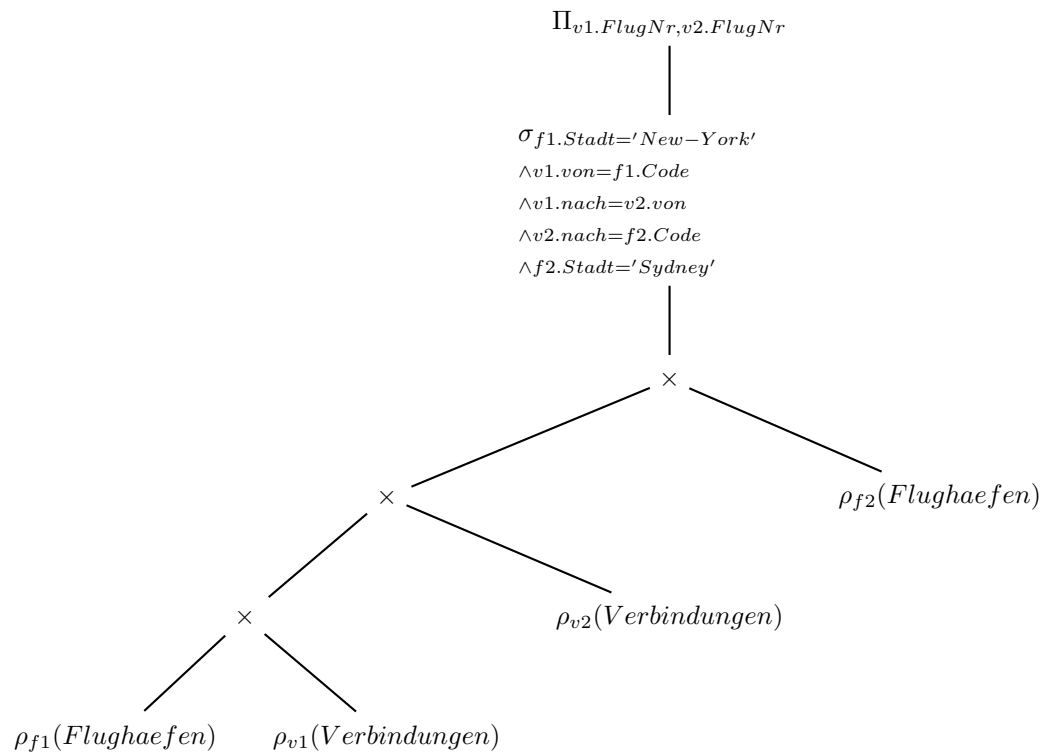 Π_{v1.FlugNr,v2.FlugNr}
σ_{f1.Stadt='New−York'}
∧v1.von=f1.Code
∧v1.nach=v2.von
∧v2.nach=f2.Code
∧f2.Stadt='Sydney'
×
×
ρ_{f2}(Flughaefen)
×
ρ_{v2}(Verbindungen)
ρ_{f1}(Flughaefen) ρ_{v1}(Verbindungen)